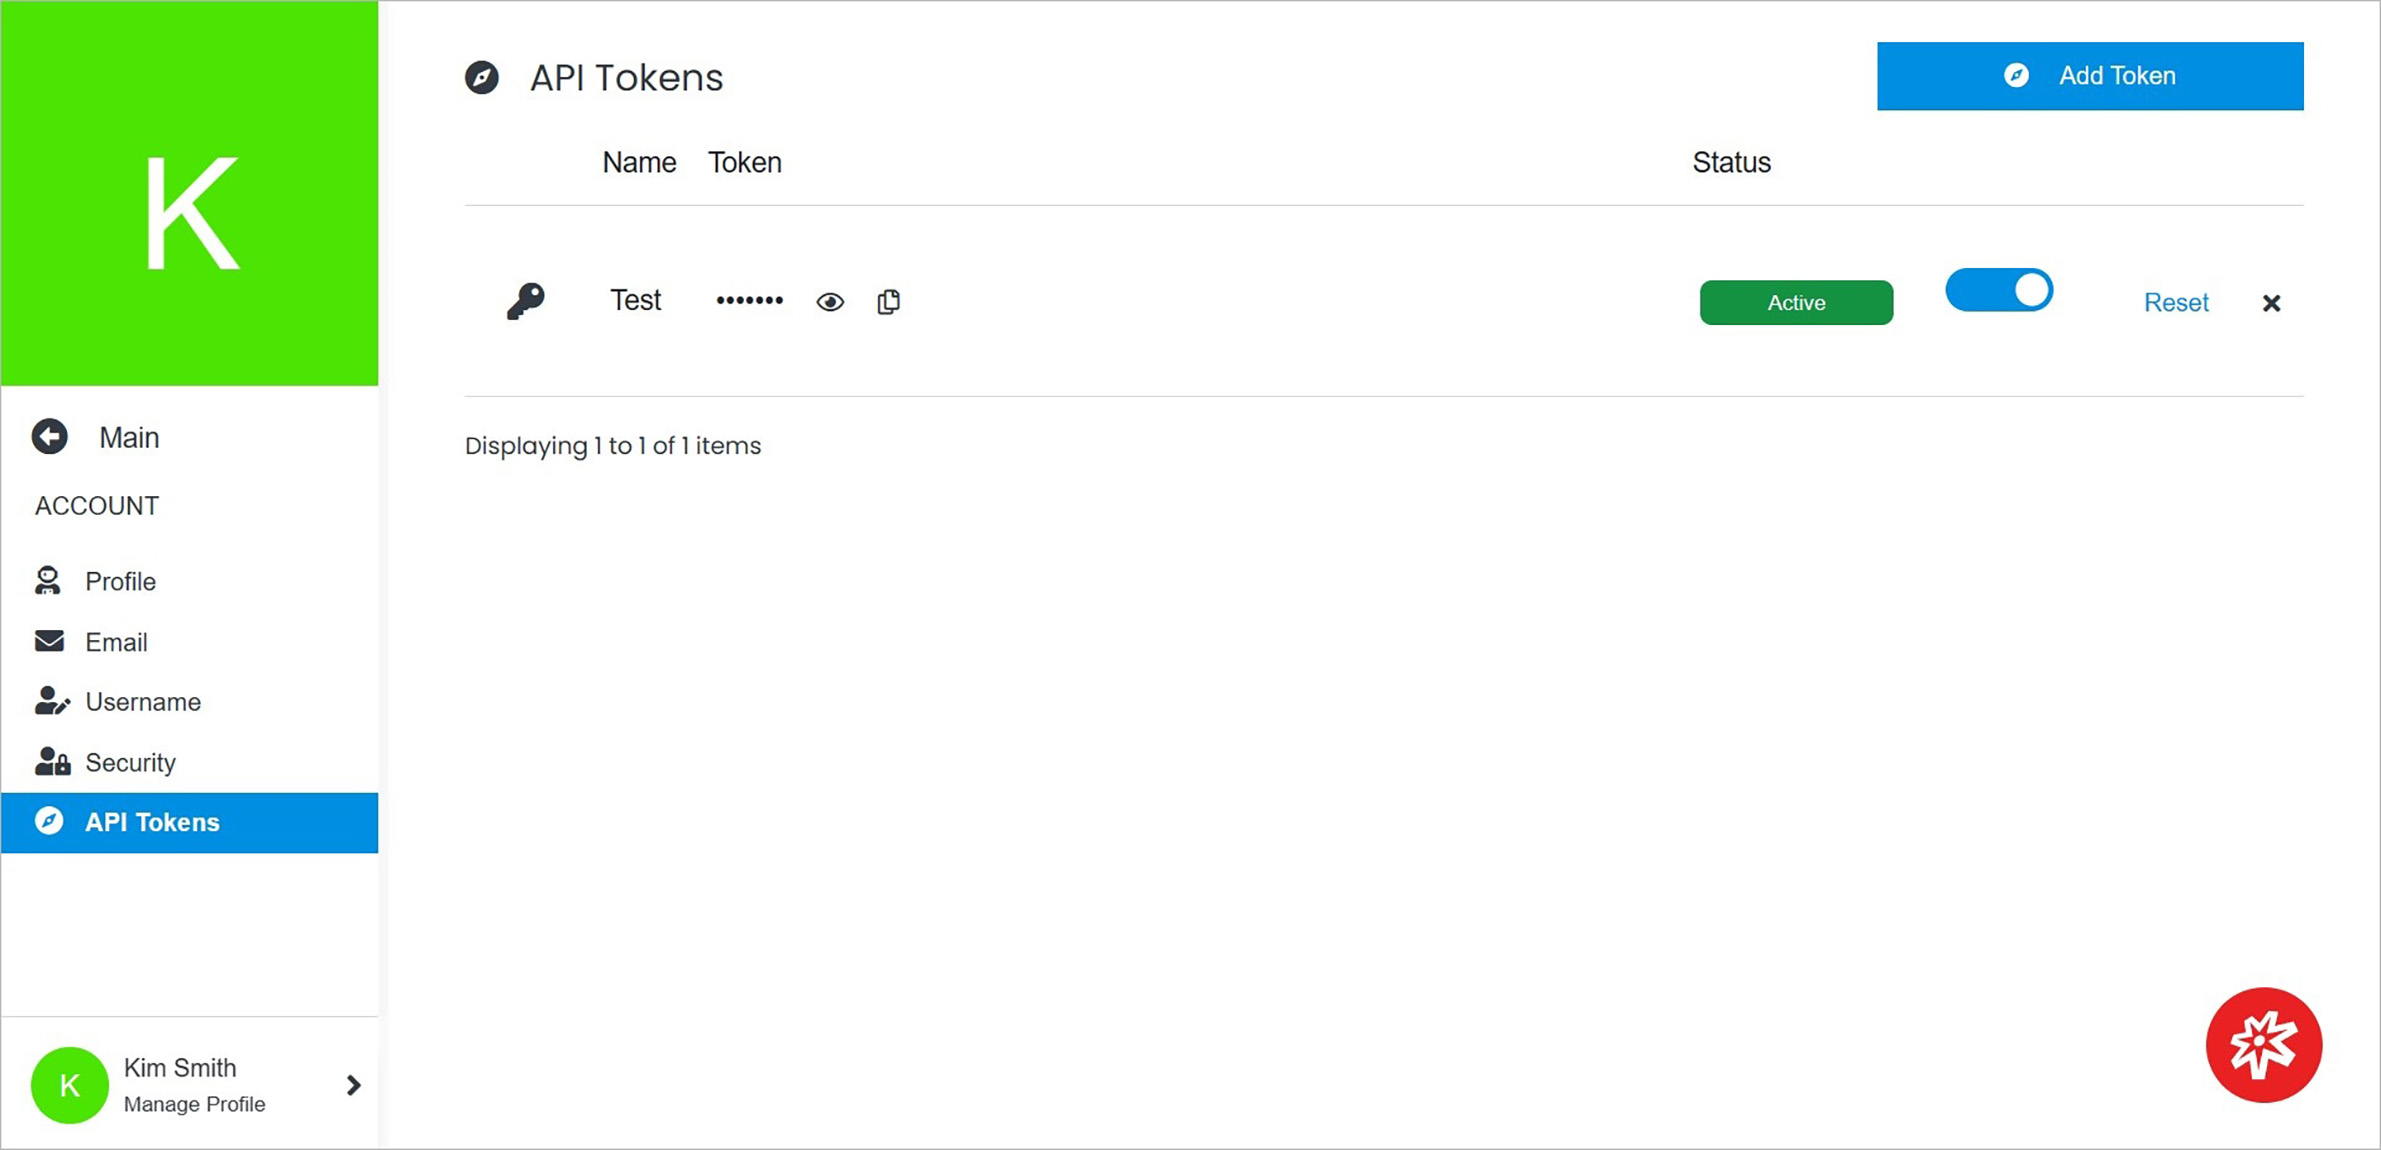 K
Main
ACCOUNT
Profile
Email
Username
Security
API Tokens
K
Kim Smith
Manage Profile
API Tokens
Add Token
Name Token Status
Test ••••••• Active Reset
Displaying 1 to 1 of 1 items